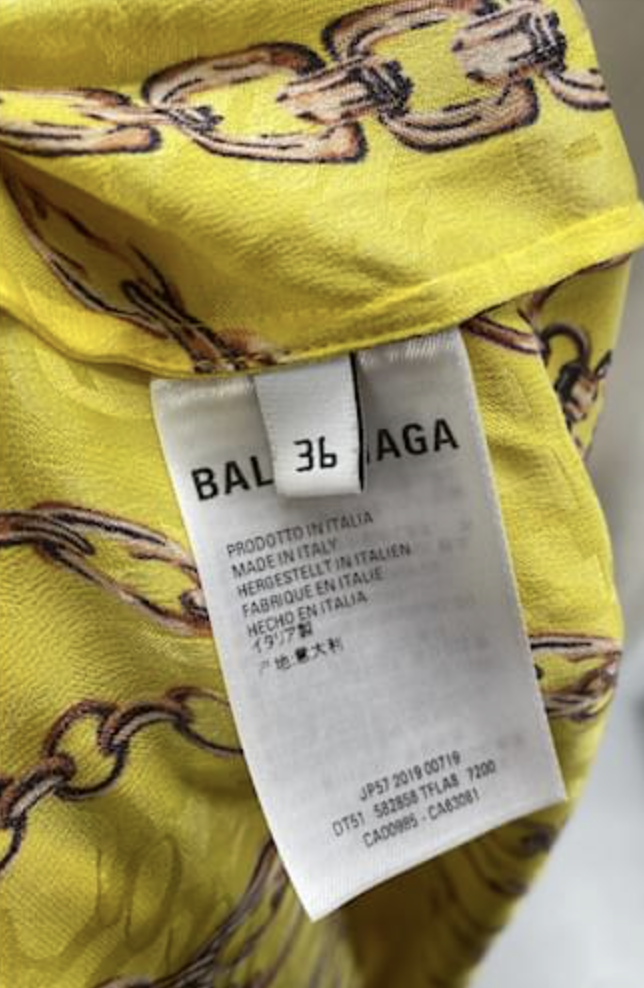 36
BAL AGA
PRODOTTO IN ITALIA
MADE IN ITALY
HERGESTELLT IN ITALIEN
FABRIQUE EN ITALIE
HECHO EN ITALIA
イタリア製
产地:意大利
JP57 2019 00719
DT51 582858 TFLA8 7200
CA00985 - CA63081